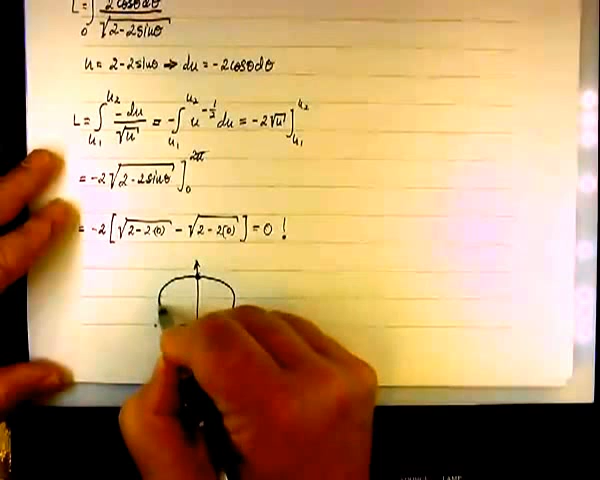 L = ∫ 2cosθdθ
0 √(2-2sinθ)
u = 2-2sinθ → du = -2cosθdθ
L = ∫_{u₁}^{u₂} -du/√u = -∫_{u₁}^{u₂} u^{-1/2} du = -2√u ]_{u₁}^{u₂}
= -2√(2-2sinθ) ]_0^{2π}
= -2[√(2-2(0)) - √(2-2(0))] = 0 !